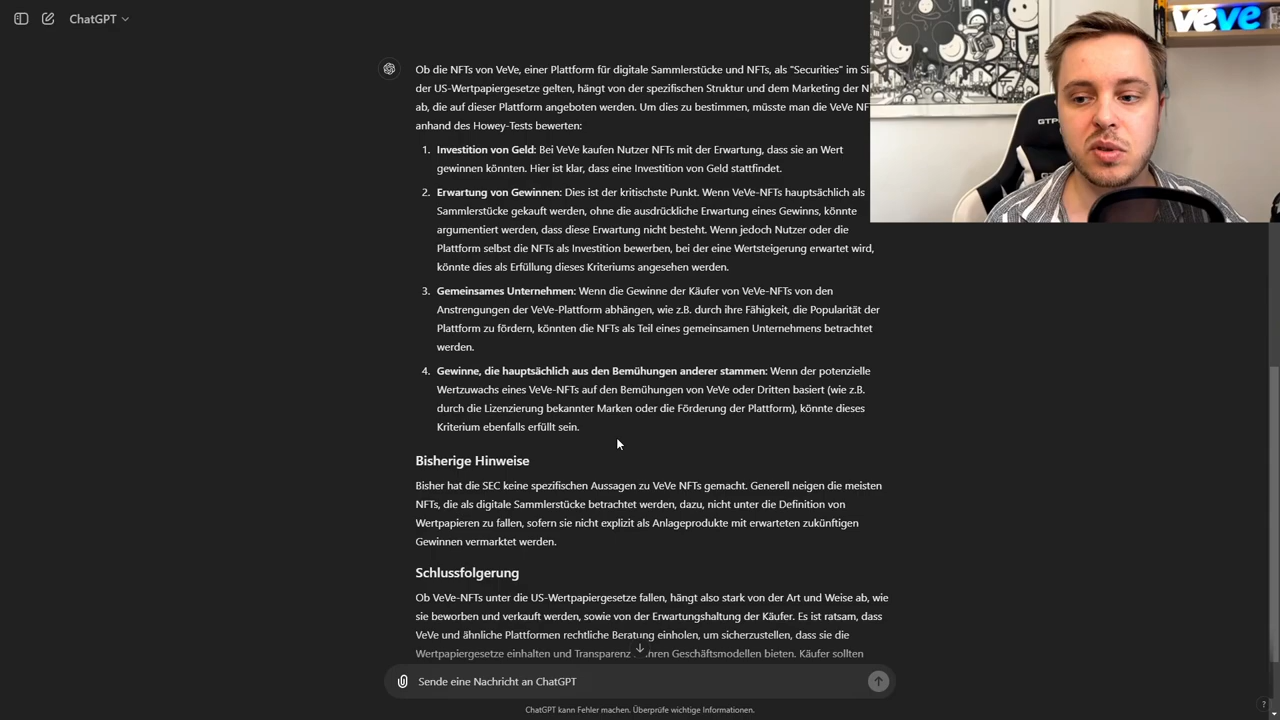 ChatGPT
veve
Ob die NFTs von VeVe, einer Plattform für digitale Sammlerstücke und NFTs, als "Securities" im
der US-Wertpapiergesetze gelten, hängt von der spezifischen Struktur und dem Marketing der
ab, die auf dieser Plattform angeboten werden. Um dies zu bestimmen, müsste man die VeVe
anhand des Howey-Tests bewerten:
GTPL
1. Investition von Geld: Bei VeVe kaufen Nutzer NFTs mit der Erwartung, dass sie an Wert
gewinnen könnten. Hier ist klar, dass eine Investition von Geld stattfindet.
2. Erwartung von Gewinnen: Dies ist der kritischste Punkt. Wenn VeVe-NFTs hauptsächlich als
Sammlerstücke gekauft werden, ohne die ausdrückliche Erwartung eines Gewinns, könnte
argumentiert werden, dass diese Erwartung nicht besteht. Wenn jedoch Nutzer oder die
Plattform selbst die NFTs als Investition bewerben, bei der eine Wertsteigerung erwartet wird,
könnte dies als Erfüllung dieses Kriteriums angesehen werden.
3. Gemeinsames Unternehmen: Wenn die Gewinne der Käufer von VeVe-NFTs von den
Anstrengungen der VeVe-Plattform abhängen, wie z.B. durch ihre Fähigkeit, die Popularität der
Plattform zu fördern, könnten die NFTs als Teil eines gemeinsamen Unternehmens betrachtet
werden.
4. Gewinne, die hauptsächlich aus den Bemühungen anderer stammen: Wenn der potenzielle
Wertzuwachs eines VeVe-NFTs auf den Bemühungen von VeVe oder Dritten basiert (wie z.B.
durch die Lizenzierung bekannter Marken oder die Förderung der Plattform), könnte dieses
Kriterium ebenfalls erfüllt sein.
Bisherige Hinweise
Bisher hat die SEC keine spezifischen Aussagen zu VeVe NFTs gemacht. Generell neigen die meisten
NFTs, die als digitale Sammlerstücke betrachtet werden, dazu, nicht unter die Definition von
Wertpapieren zu fallen, sofern sie nicht explizit als Anlageprodukte mit erwarteten zukünftigen
Gewinnen vermarktet werden.
Schlussfolgerung
Ob VeVe-NFTs unter die US-Wertpapiergesetze fallen, hängt also stark von der Art und Weise ab, wie
sie beworben und verkauft werden, sowie von der Erwartungshaltung der Käufer. Es ist ratsam, dass
VeVe und ähnliche Plattformen rechtliche Beratung einholen, um sicherzustellen, dass sie die
Wertpapiergesetze einhalten und Transparenz ihren Geschäftsmodellen bieten. Käufer sollten
Sende eine Nachricht an ChatGPT
ChatGPT kann Fehler machen. Überprüfe wichtige Informationen.
?